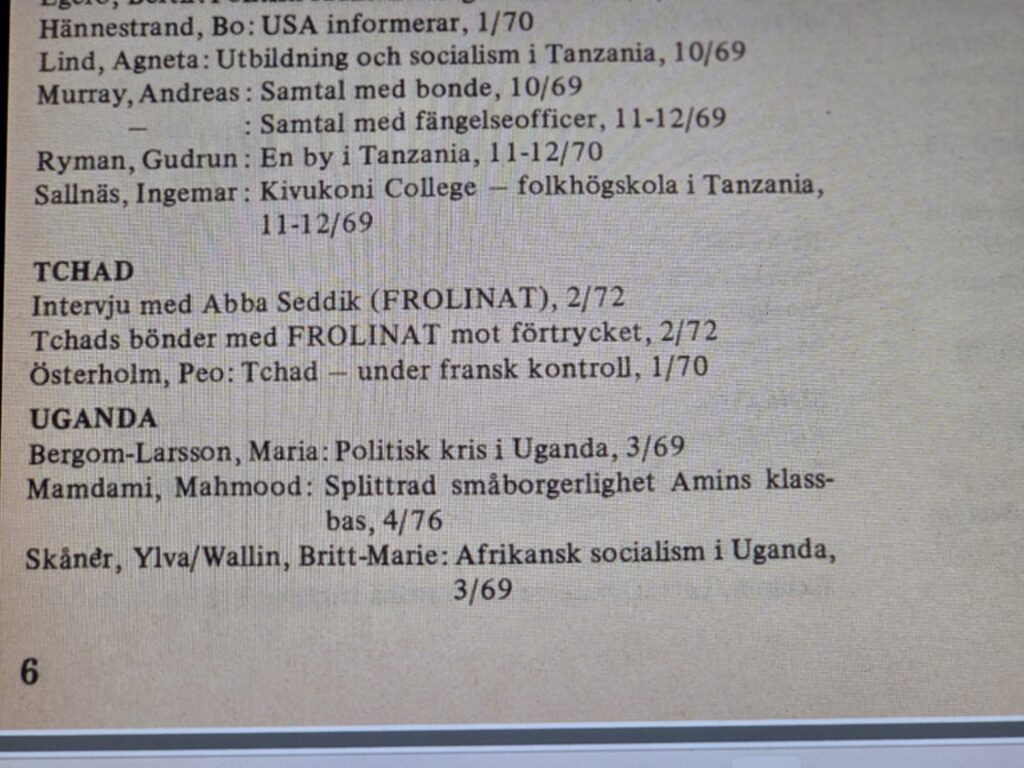 Hännestrand, Bo: USA informerar, 1/70
Lind, Agneta: Utbildning och socialism i Tanzania, 10/69
Murray, Andreas: Samtal med bonde, 10/69
– : Samtal med fängelseofficer, 11-12/69
Ryman, Gudrun: En by i Tanzania, 11-12/70
Sallnäs, Ingemar: Kivukoni College – folkhögskola i Tanzania,
11-12/69
TCHAD
Intervju med Abba Seddik (FROLINAT), 2/72
Tchads bönder med FROLINAT mot förtrycket, 2/72
Österholm, Peo: Tchad – under fransk kontroll, 1/70
UGANDA
Bergom-Larsson, Maria: Politisk kris i Uganda, 3/69
Mamdami, Mahmood: Splittrad småborgerlighet Amins klass-
bas, 4/76
Skånér, Ylva/Wallin, Britt-Marie: Afrikansk socialism i Uganda,
3/69
6